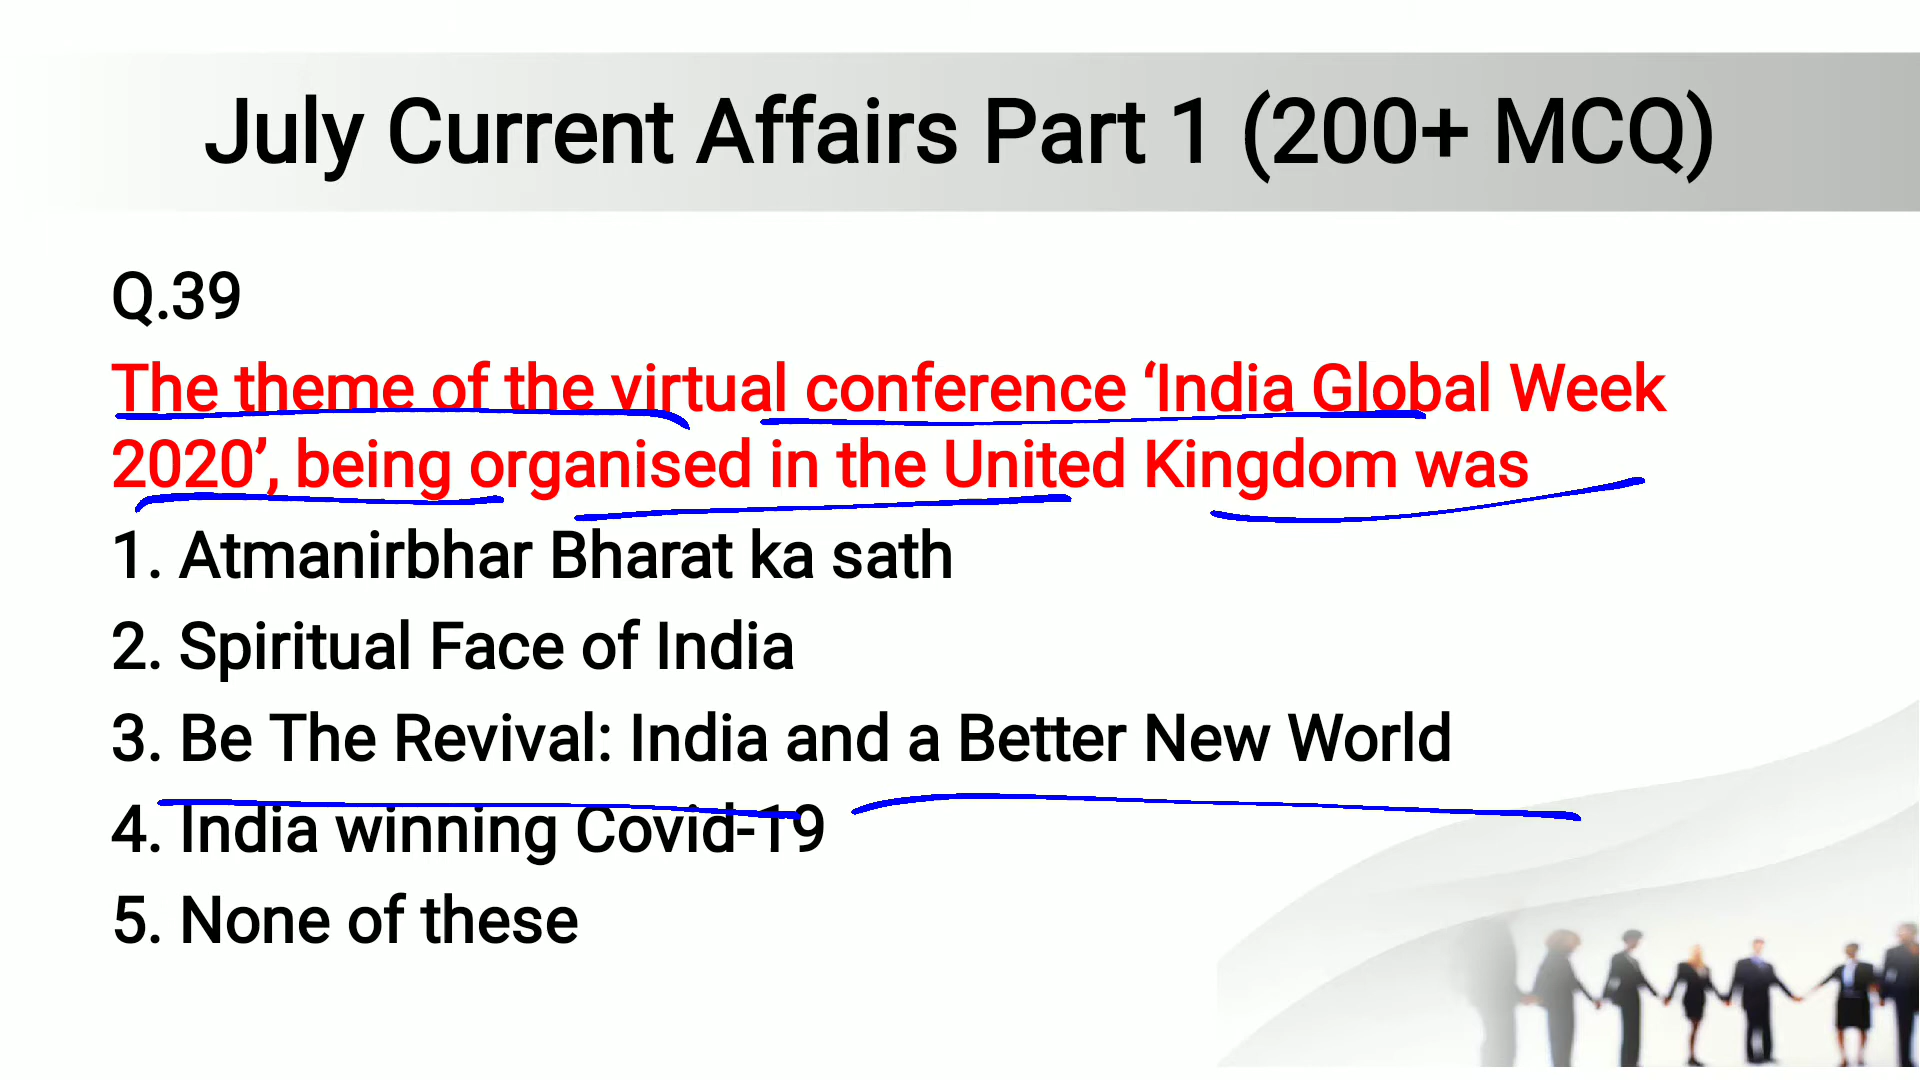 July Current Affairs Part 1 (200+ MCQ)
Q.39
The theme of the virtual conference ‘India Global Week
2020’, being organised in the United Kingdom was
1. Atmanirbhar Bharat ka sath
2. Spiritual Face of India
3. Be The Revival: India and a Better New World
4. India winning Covid-19
5. None of these